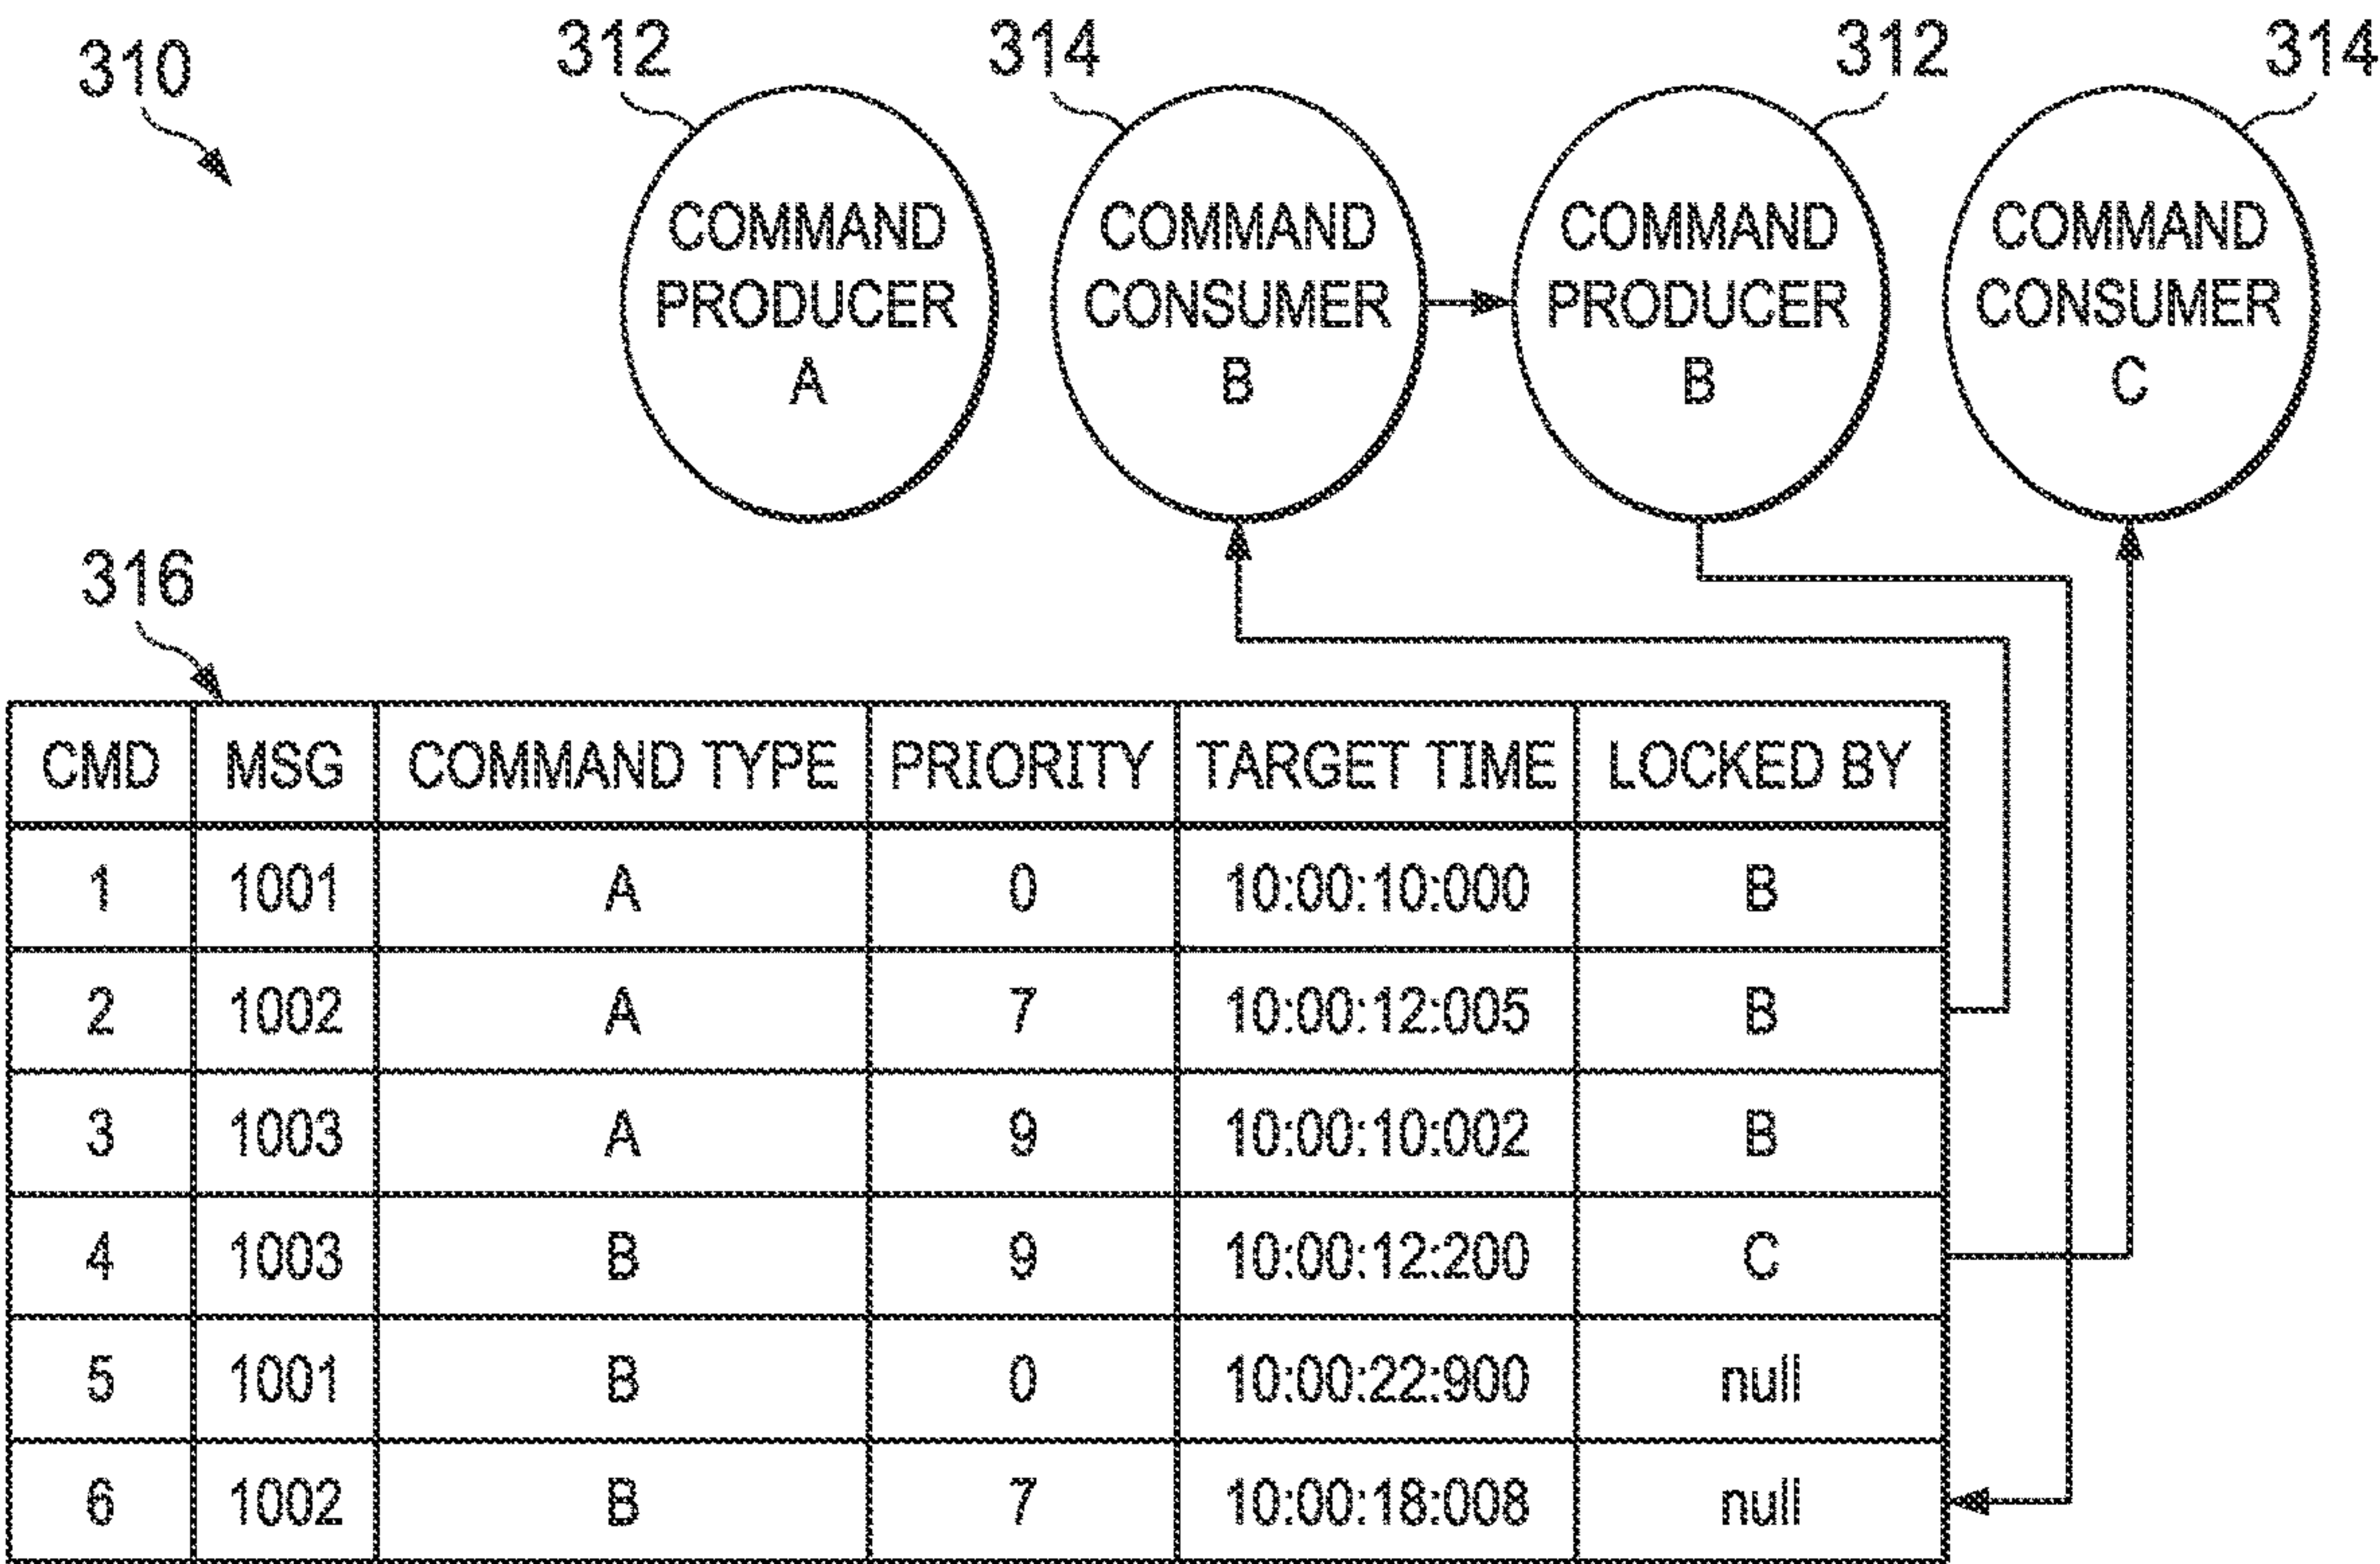 310
312
314
312
314
COMMAND
PRODUCER
A
COMMAND
CONSUMER
B
COMMAND
PRODUCER
B
COMMAND
CONSUMER
C
316
CMD MSG COMMAND TYPE PRIORITY TARGET TIME LOCKED BY
1 1001 A 0 10:00:10:000 B
2 1002 A 7 10:00:12:005 B
3 1003 A 9 10:00:10:002 B
4 1003 B 9 10:00:12:200 C
5 1001 B 0 10:00:22:900 null
6 1002 B 7 10:00:18:008 null